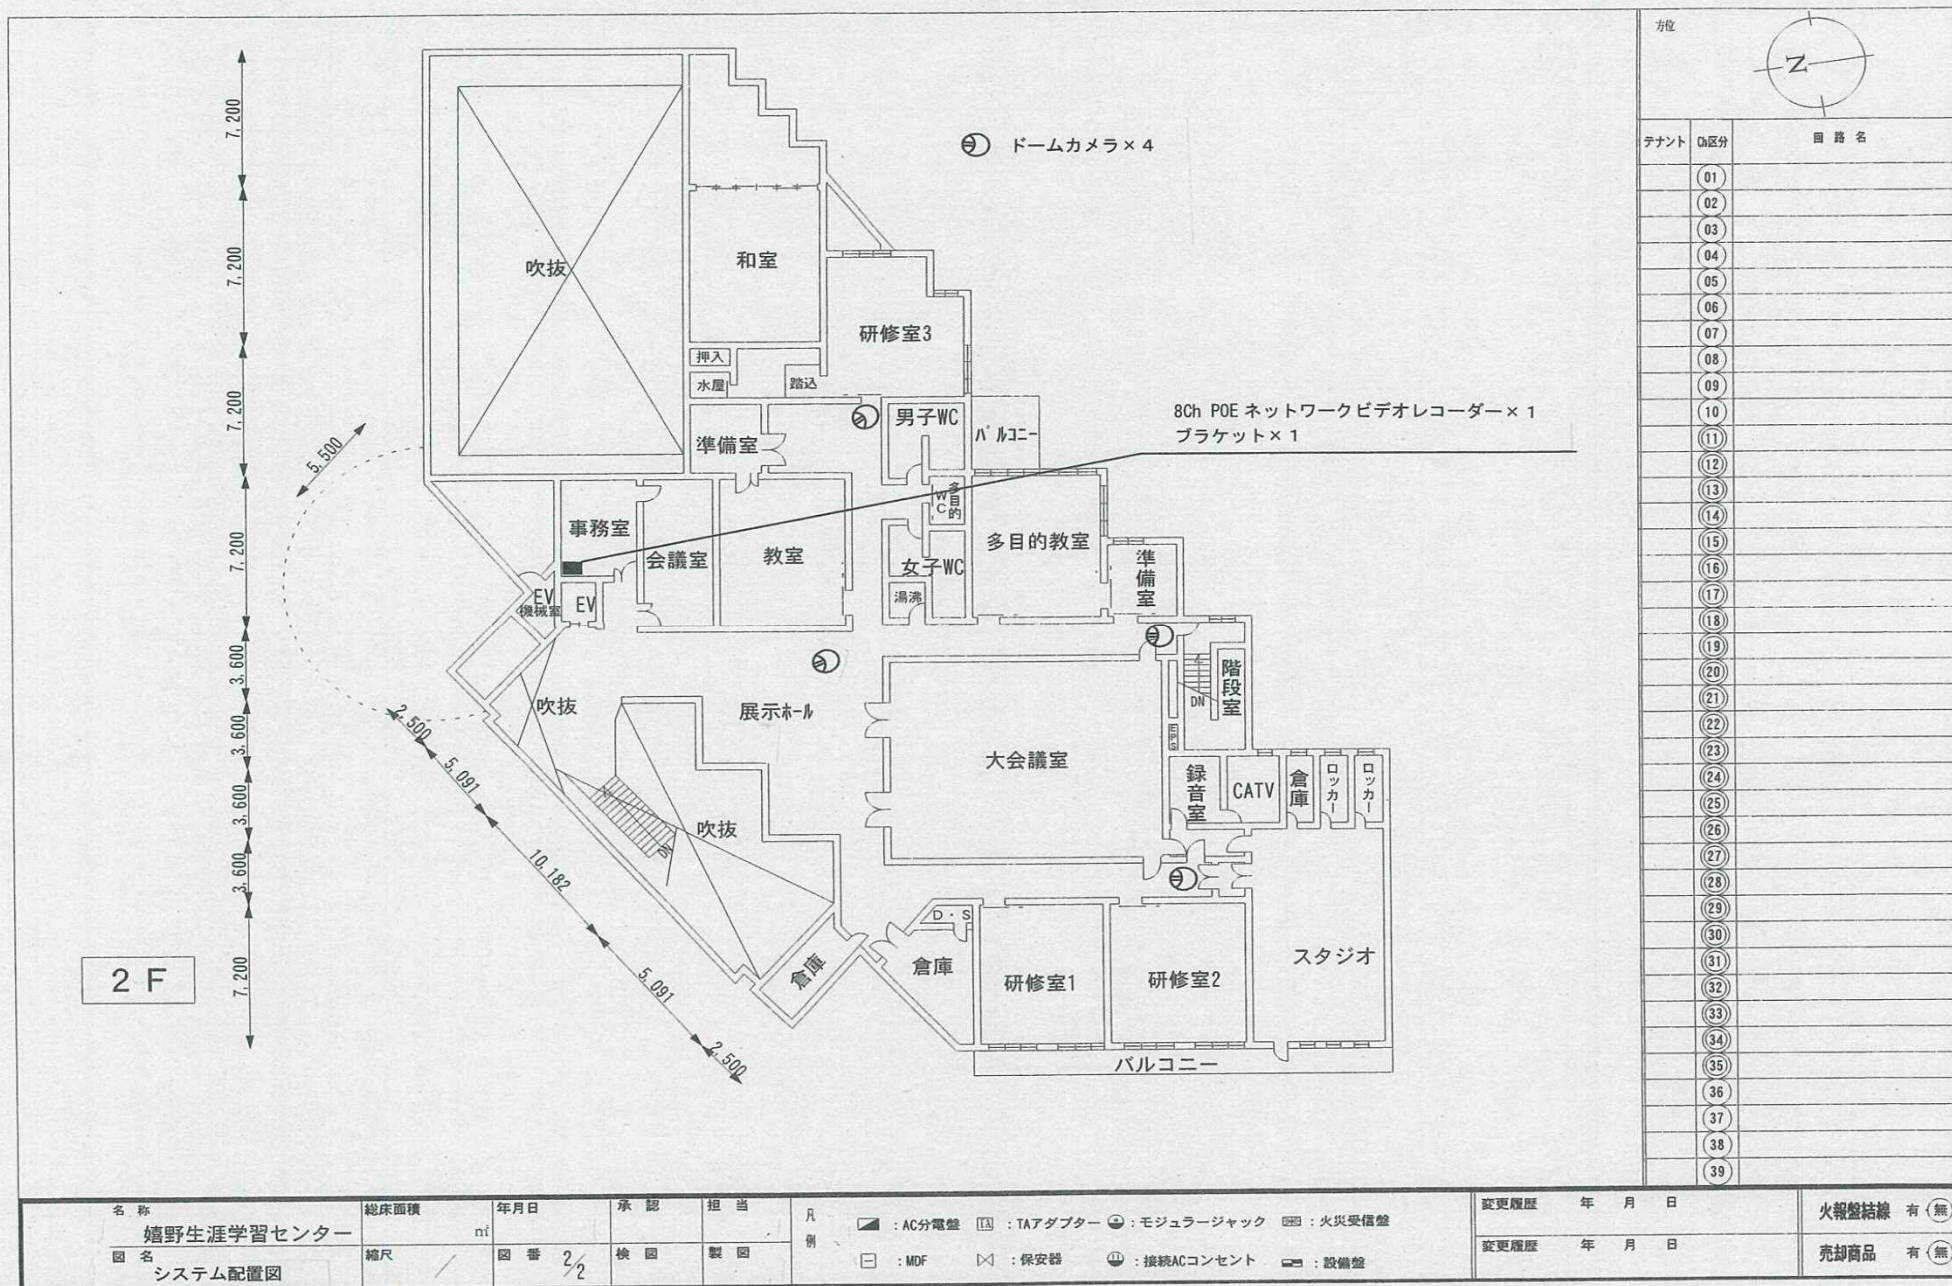 方位
N
テナント Ch区分 回路名
01
02
03
04
05
06
07
08
09
10
11
12
13
14
15
16
17
18
19
20
21
22
23
24
25
26
27
28
29
30
31
32
33
34
35
36
37
38
39
ドームカメラ×4
8Ch POE ネットワークビデオレコーダー×1
ブラケット×1
7,200
7,200
7,200
7,200
3,600
3,600
3,600
3,600
7,200
5,500
2,500
5,091
10,182
5,091
2,500
吹抜
和室
研修室3
押入
水屋
踏込
準備室
男子WC
バルコニー
事務室
会議室
教室
多目的
WC
多目的教室
準備室
女子WC
湯沸
EV
機械室
EV
吹抜
展示ホール
階段室
DN
EPS
大会議室
録音室
CATV
倉庫
ロッカー
ロッカー
吹抜
倉庫
D・S
倉庫
研修室1
研修室2
スタジオ
バルコニー
2F
名称
嬉野生涯学習センター
図名
システム配置図
総床面積
㎡
縮尺
年月日
図番 2/2
承認
検図
担当
製図
凡例
:AC分電盤 TA :TAアダプター :モジュラージャック :火災受信盤
:MDF :保安器 :接続ACコンセント :設備盤
変更履歴 年 月 日
変更履歴 年 月 日
火報盤結線 有 無
売却商品 有 無